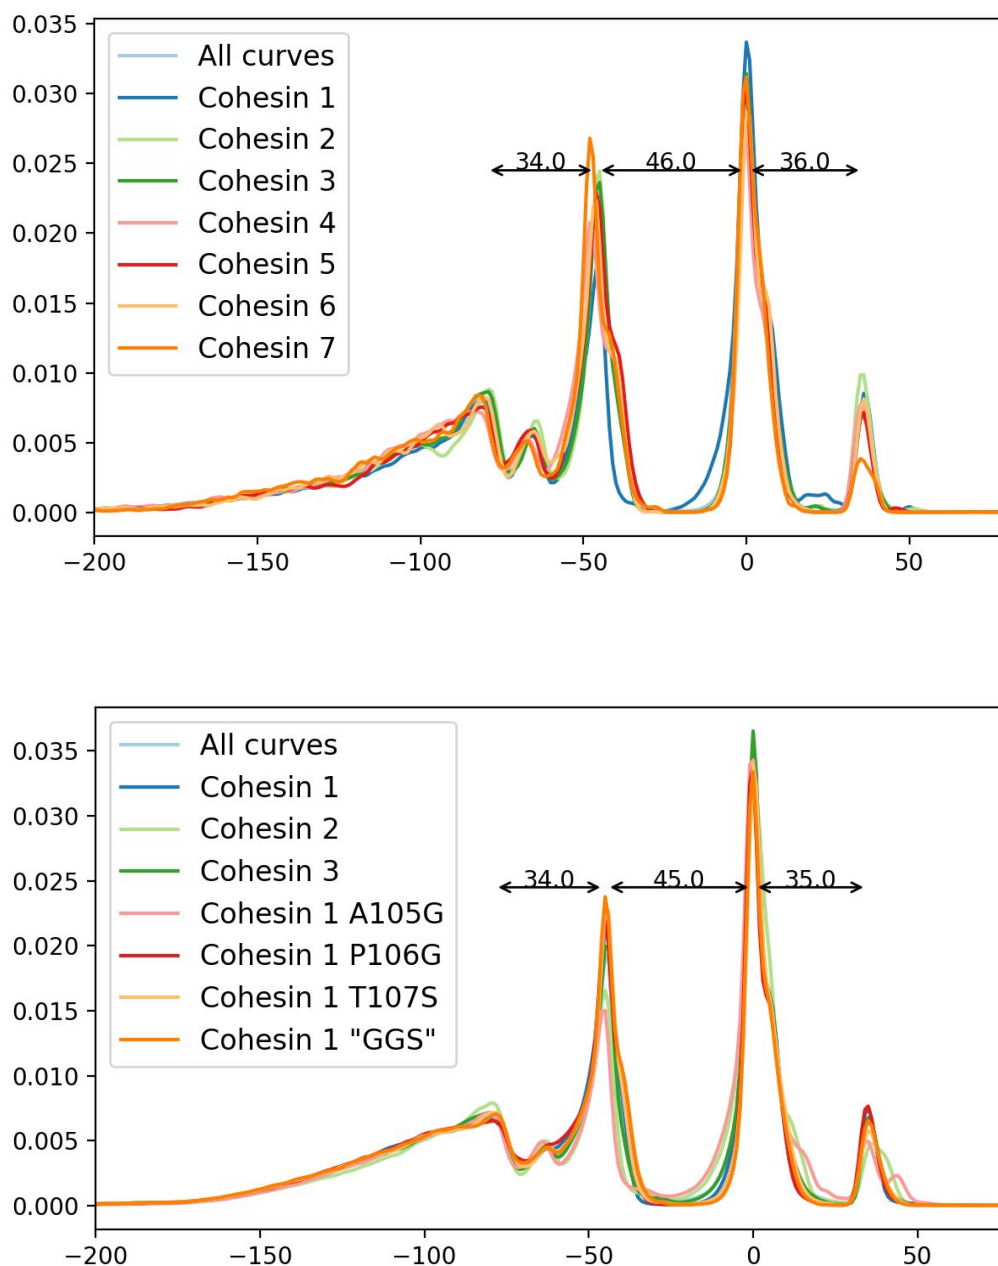 0.035
0.030
0.025
0.020
0.015
0.010
0.005
0.000
All curves
Cohesin 1
Cohesin 2
Cohesin 3
Cohesin 4
Cohesin 5
Cohesin 6
Cohesin 7
34.0 46.0 36.0
−200 −150 −100 −50 0 50
0.035
0.030
0.025
0.020
0.015
0.010
0.005
0.000
All curves
Cohesin 1
Cohesin 2
Cohesin 3
Cohesin 1 A105G
Cohesin 1 P106G
Cohesin 1 T107S
Cohesin 1 "GGS"
34.0 45.0 35.0
−200 −150 −100 −50 0 50